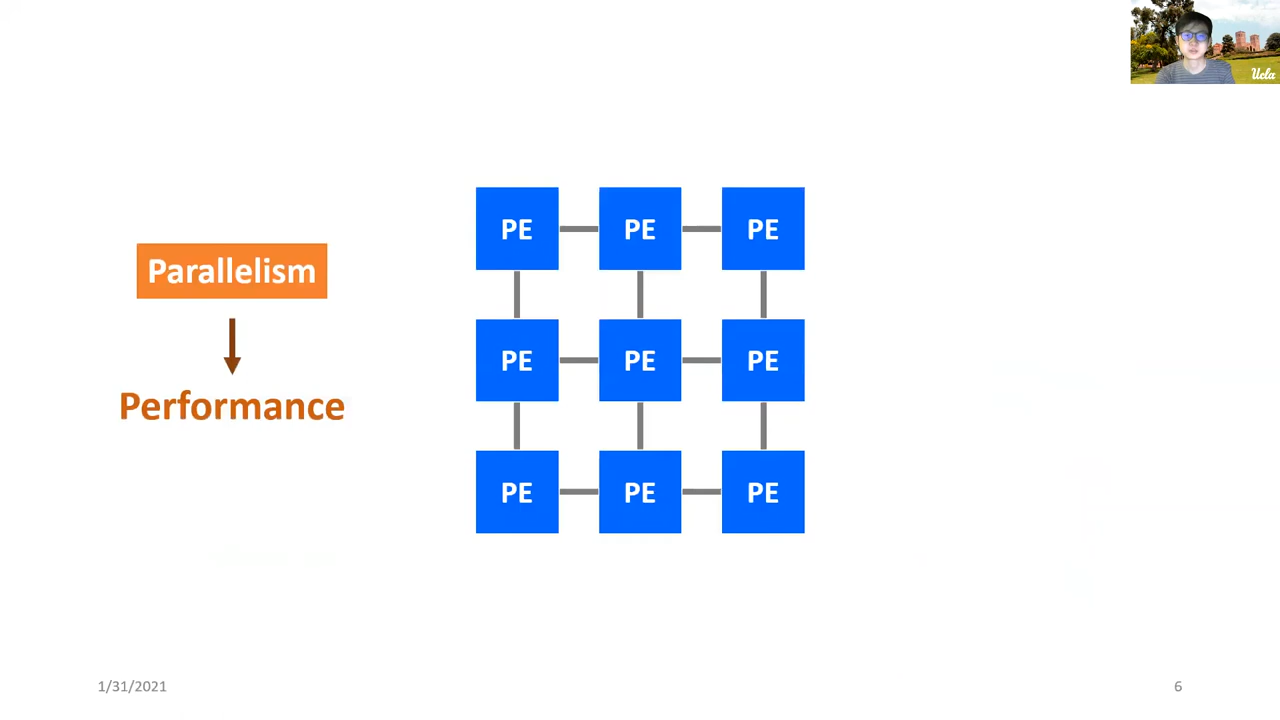 Ucla
PE PE PE
Parallelism
PE PE PE
Performance
PE PE PE
1/31/2021
6